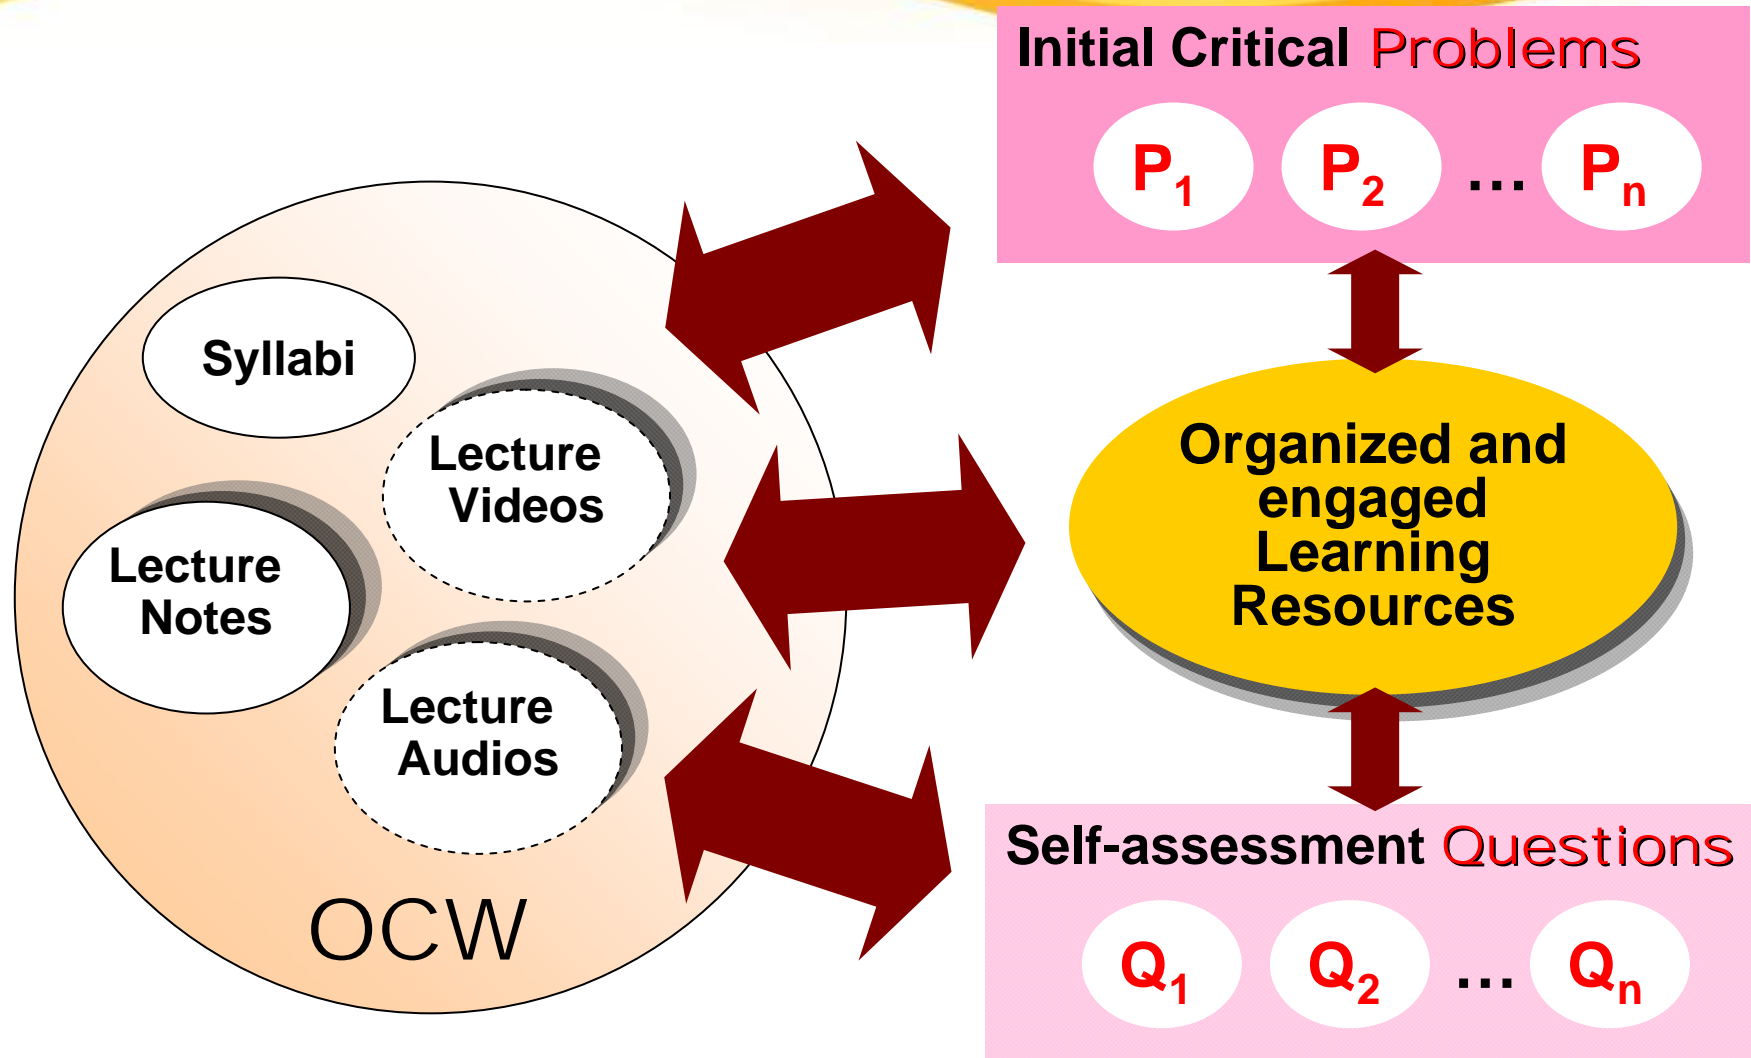 Initial Critical Problems
P1 P2 … Pn
Syllabi
Lecture
Videos
Lecture
Notes
Lecture
Audios
OCW
Organized and
engaged
Learning
Resources
Self-assessment Questions
Q1 Q2 … Qn